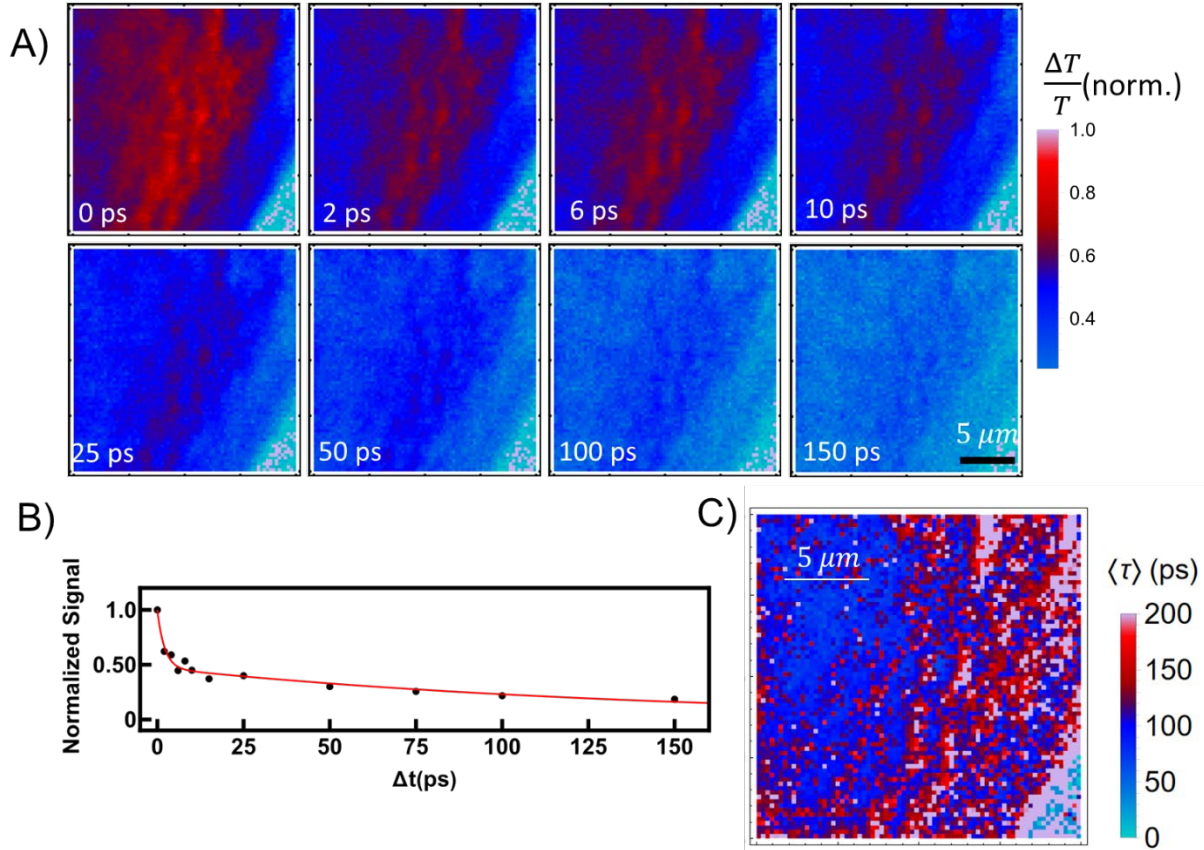 A)
0 ps
2 ps
6 ps
10 ps
ΔT/T (norm.)
1.0
0.8
0.6
0.4
25 ps
50 ps
100 ps
150 ps
5 μm
B)
Normalized Signal
1.0
0.50
0
0 25 50 75 100 125 150
Δt(ps)
C)
5 μm
⟨τ⟩ (ps)
200
150
100
50
0